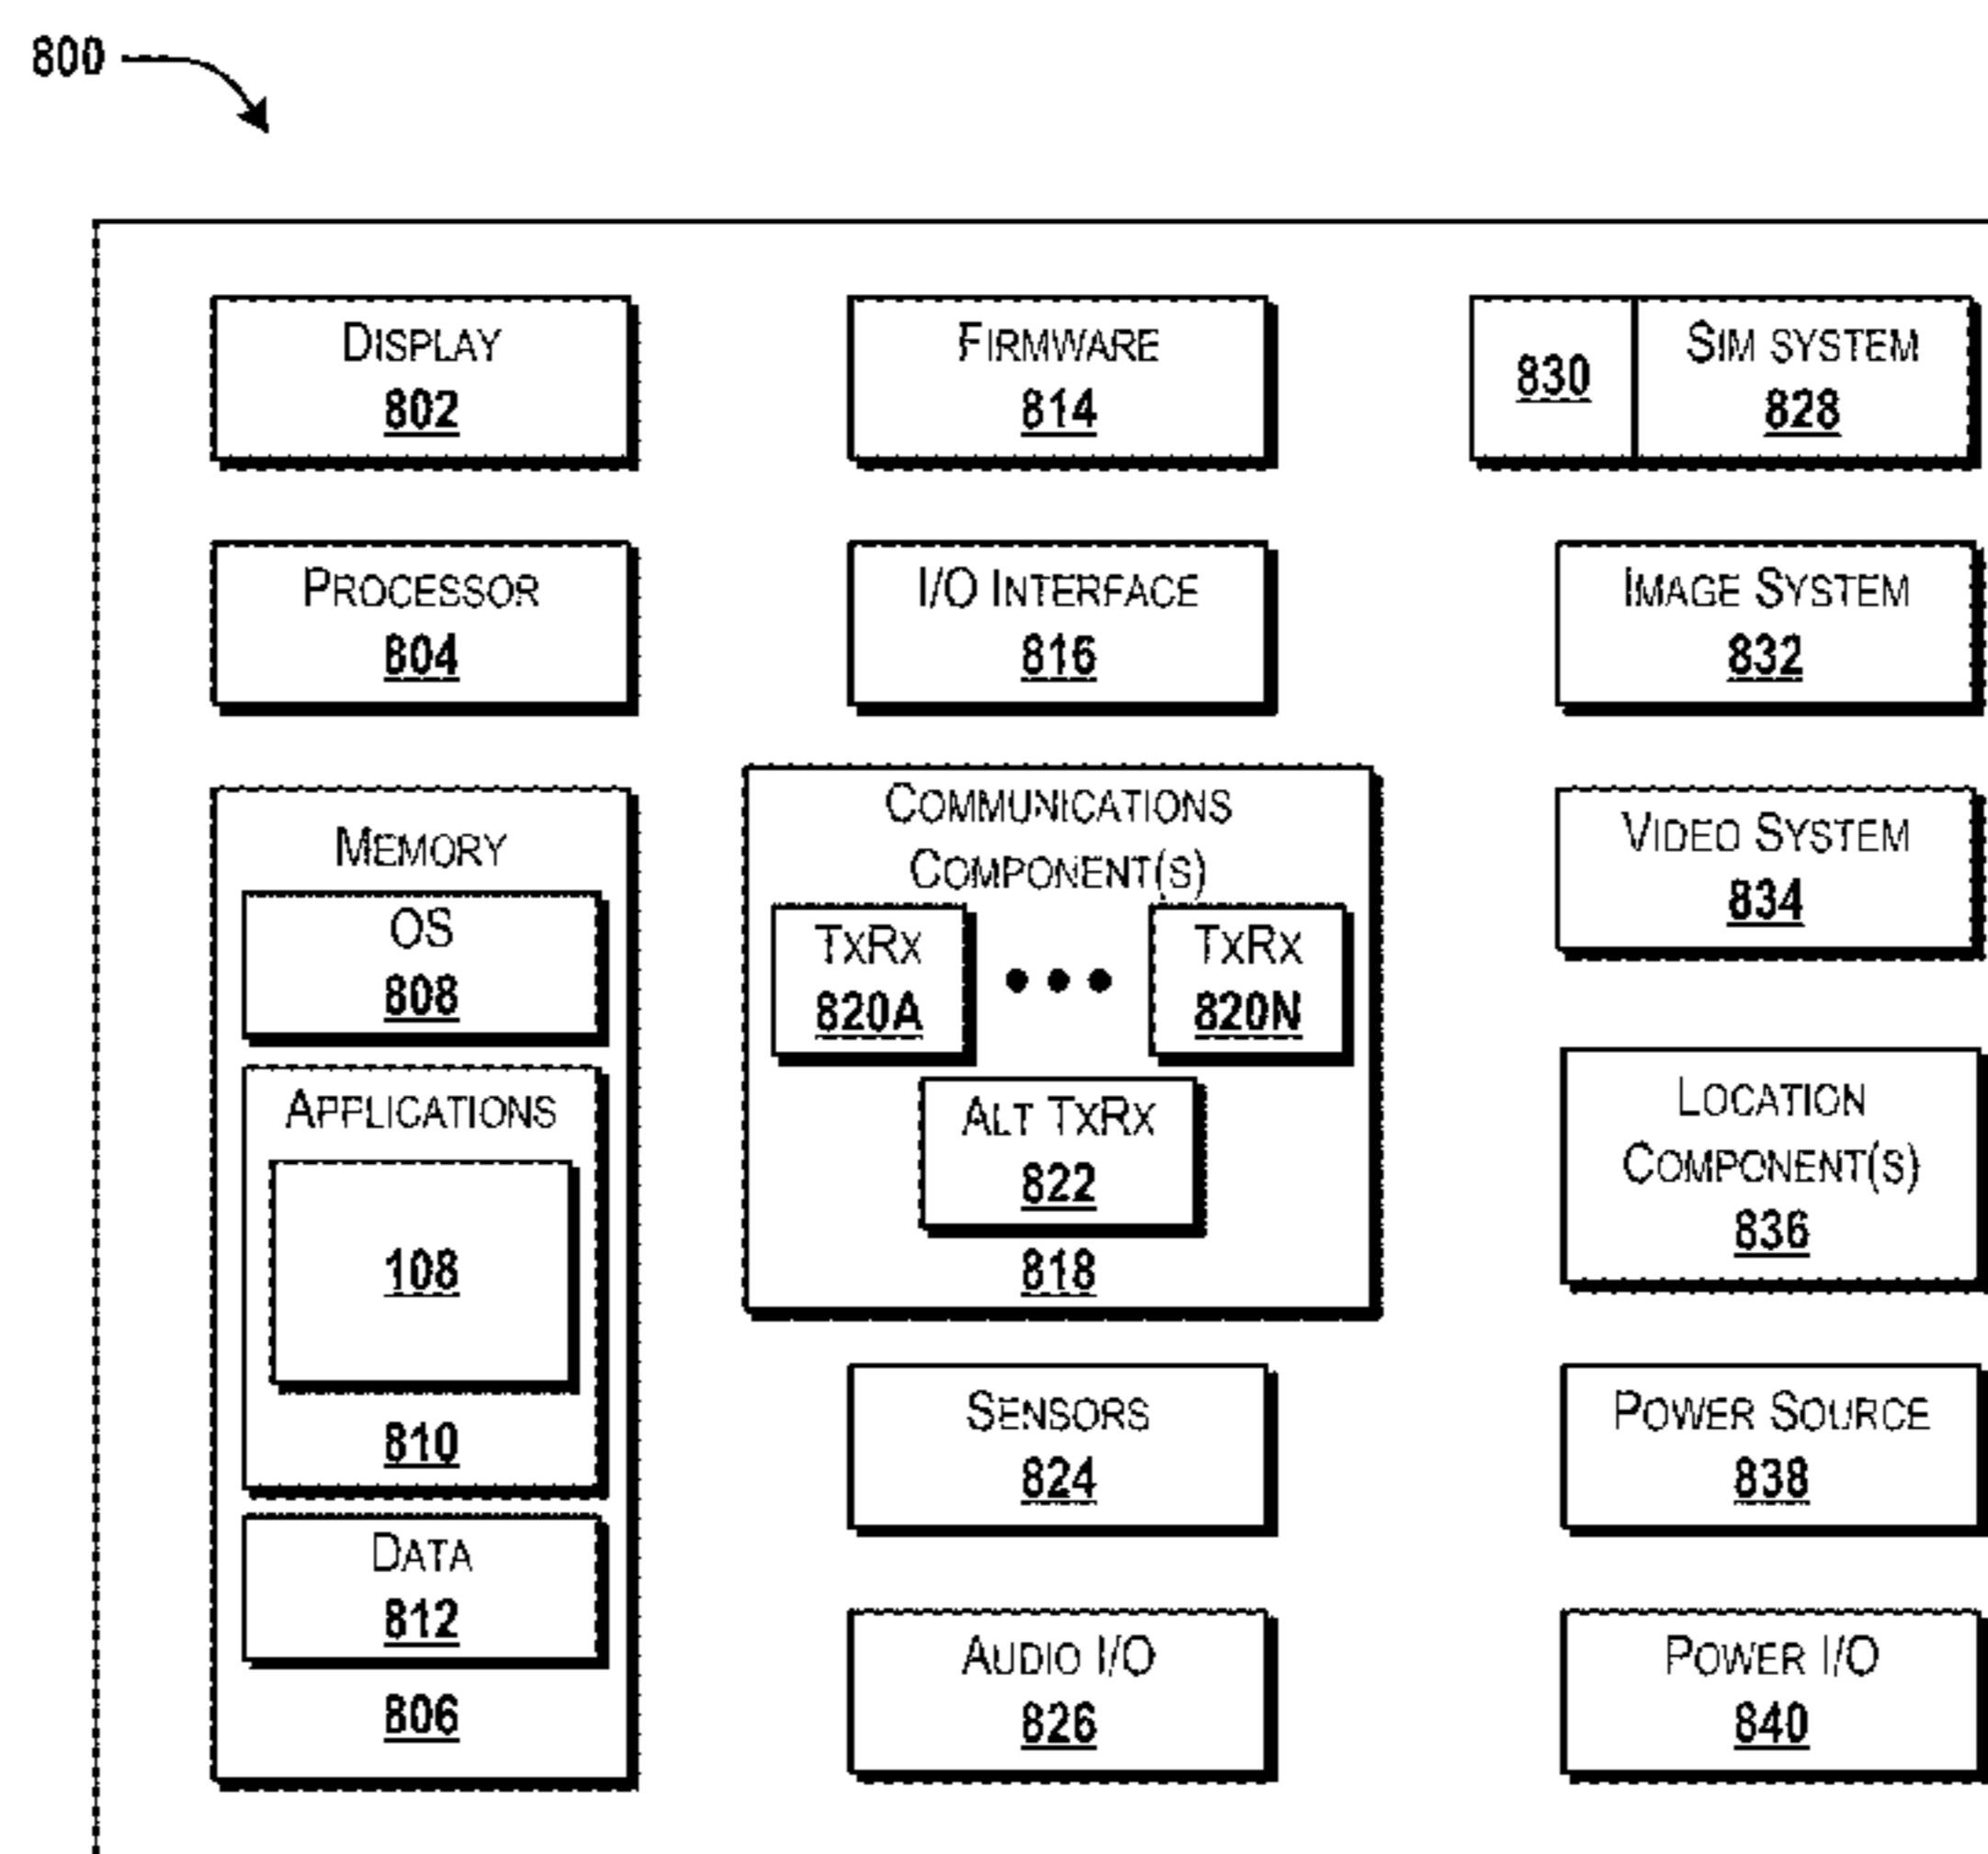 800
DISPLAY
802
PROCESSOR
804
MEMORY
OS
808
APPLICATIONS
108
810
DATA
812
806
FIRMWARE
814
I/O INTERFACE
816
COMMUNICATIONS
COMPONENT(S)
TXRX
820A
TXRX
820N
ALT TXRX
822
818
SENSORS
824
AUDIO I/O
826
830
SIM SYSTEM
828
IMAGE SYSTEM
832
VIDEO SYSTEM
834
LOCATION
COMPONENT(S)
836
POWER SOURCE
838
POWER I/O
840